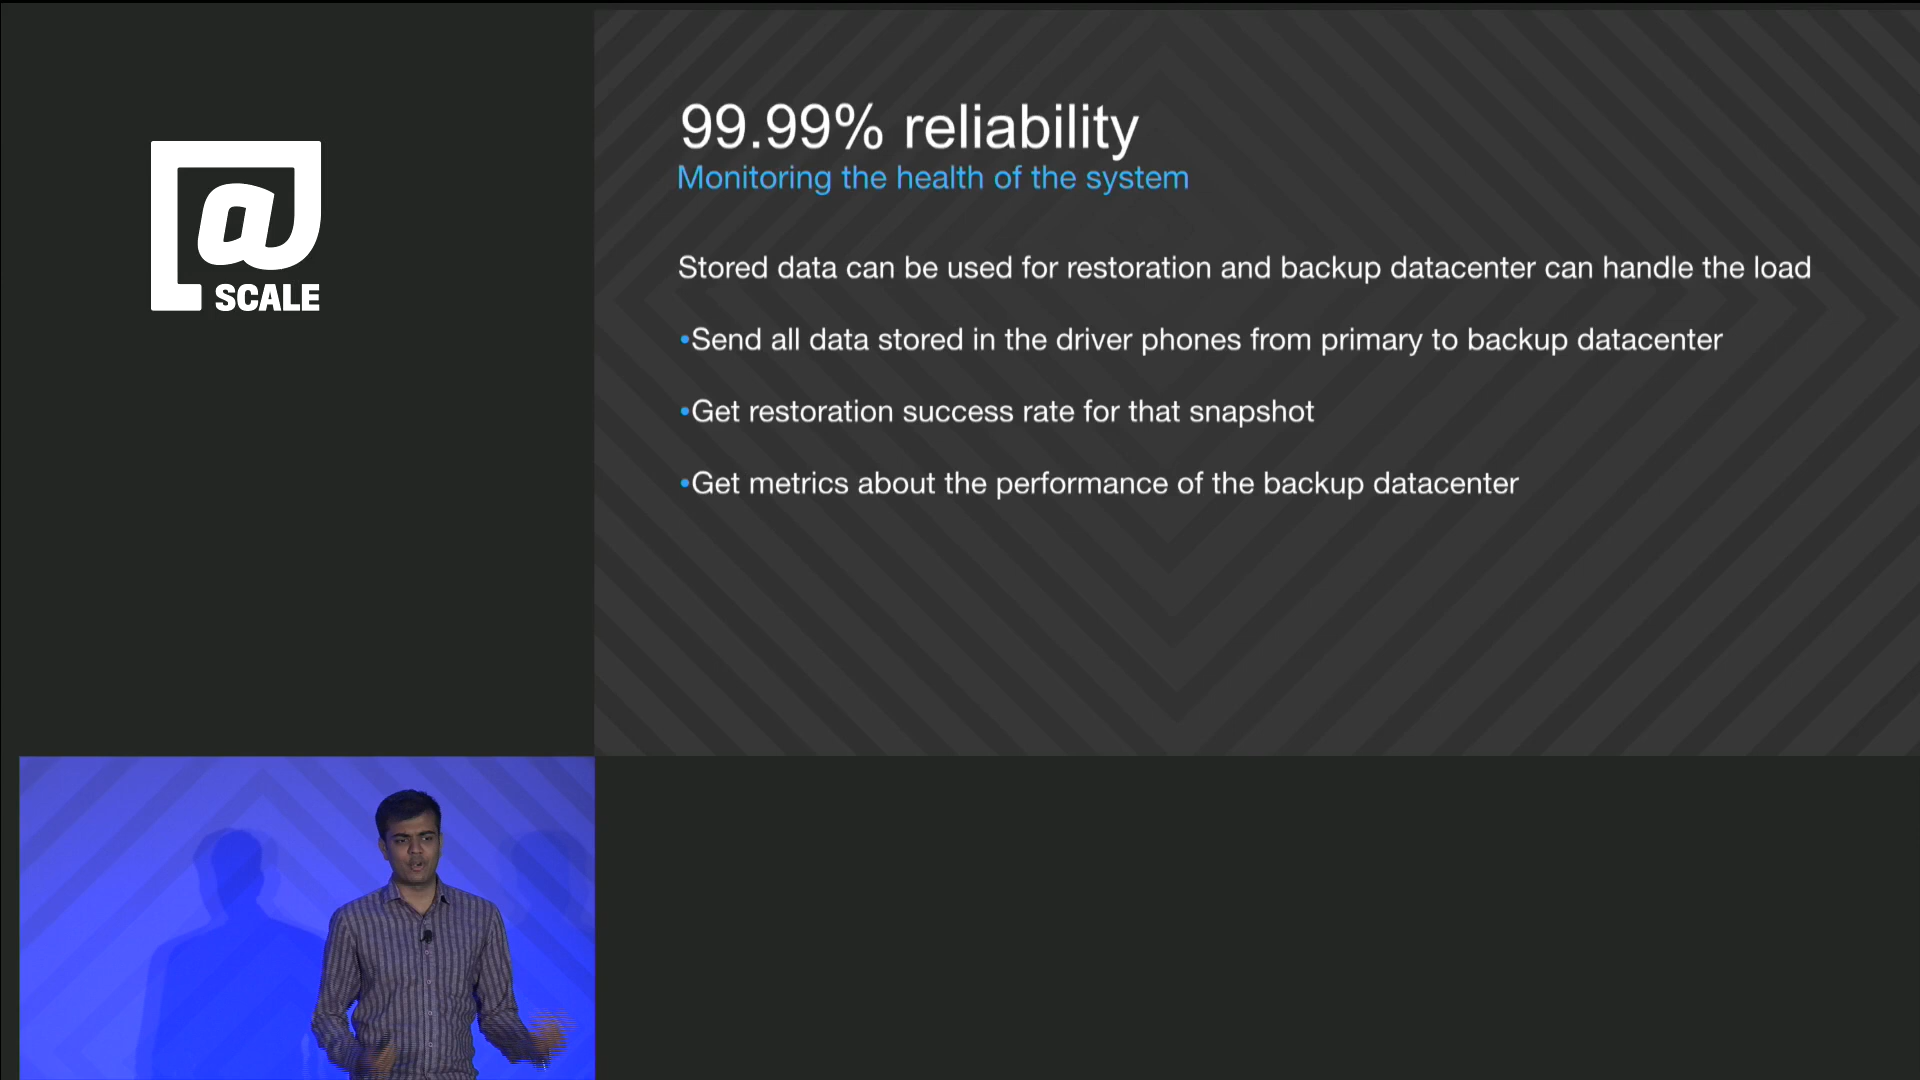 @
SCALE
99.99% reliability
Monitoring the health of the system
Stored data can be used for restoration and backup datacenter can handle the load
•Send all data stored in the driver phones from primary to backup datacenter
•Get restoration success rate for that snapshot
•Get metrics about the performance of the backup datacenter